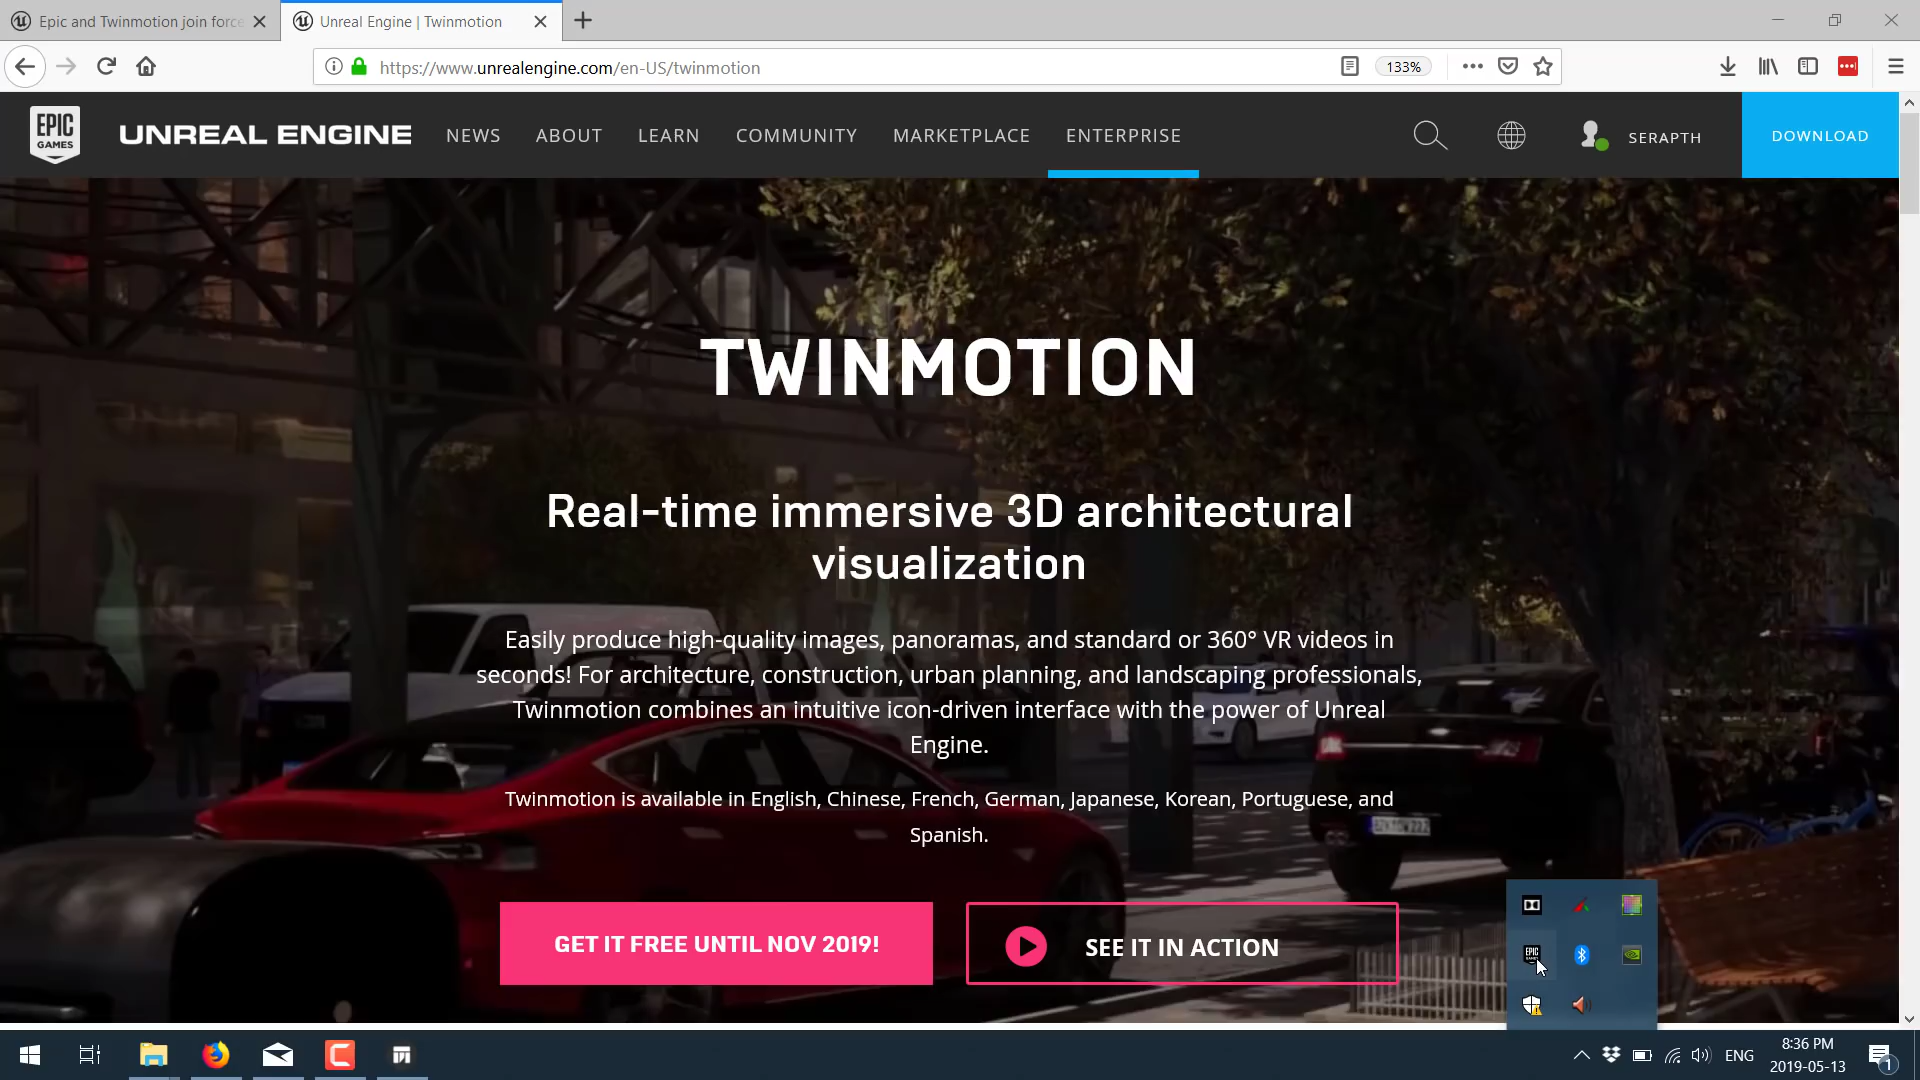 Epic and Twinmotion join force
Unreal Engine | Twinmotion
https://www.unrealengine.com/en-US/twinmotion
133%
EPIC
GAMES
UNREAL ENGINE
NEWS
ABOUT
LEARN
COMMUNITY
MARKETPLACE
ENTERPRISE
SERAPTH
DOWNLOAD
TWINMOTION
Real-time immersive 3D architectural
visualization
Easily produce high-quality images, panoramas, and standard or 360° VR videos in
seconds! For architecture, construction, urban planning, and landscaping professionals,
Twinmotion combines an intuitive icon-driven interface with the power of Unreal
Engine.
Twinmotion is available in English, Chinese, French, German, Japanese, Korean, Portuguese, and
Spanish.
GET IT FREE UNTIL NOV 2019!
SEE IT IN ACTION
EPIC
ENG
8:36 PM
2019-05-13
1